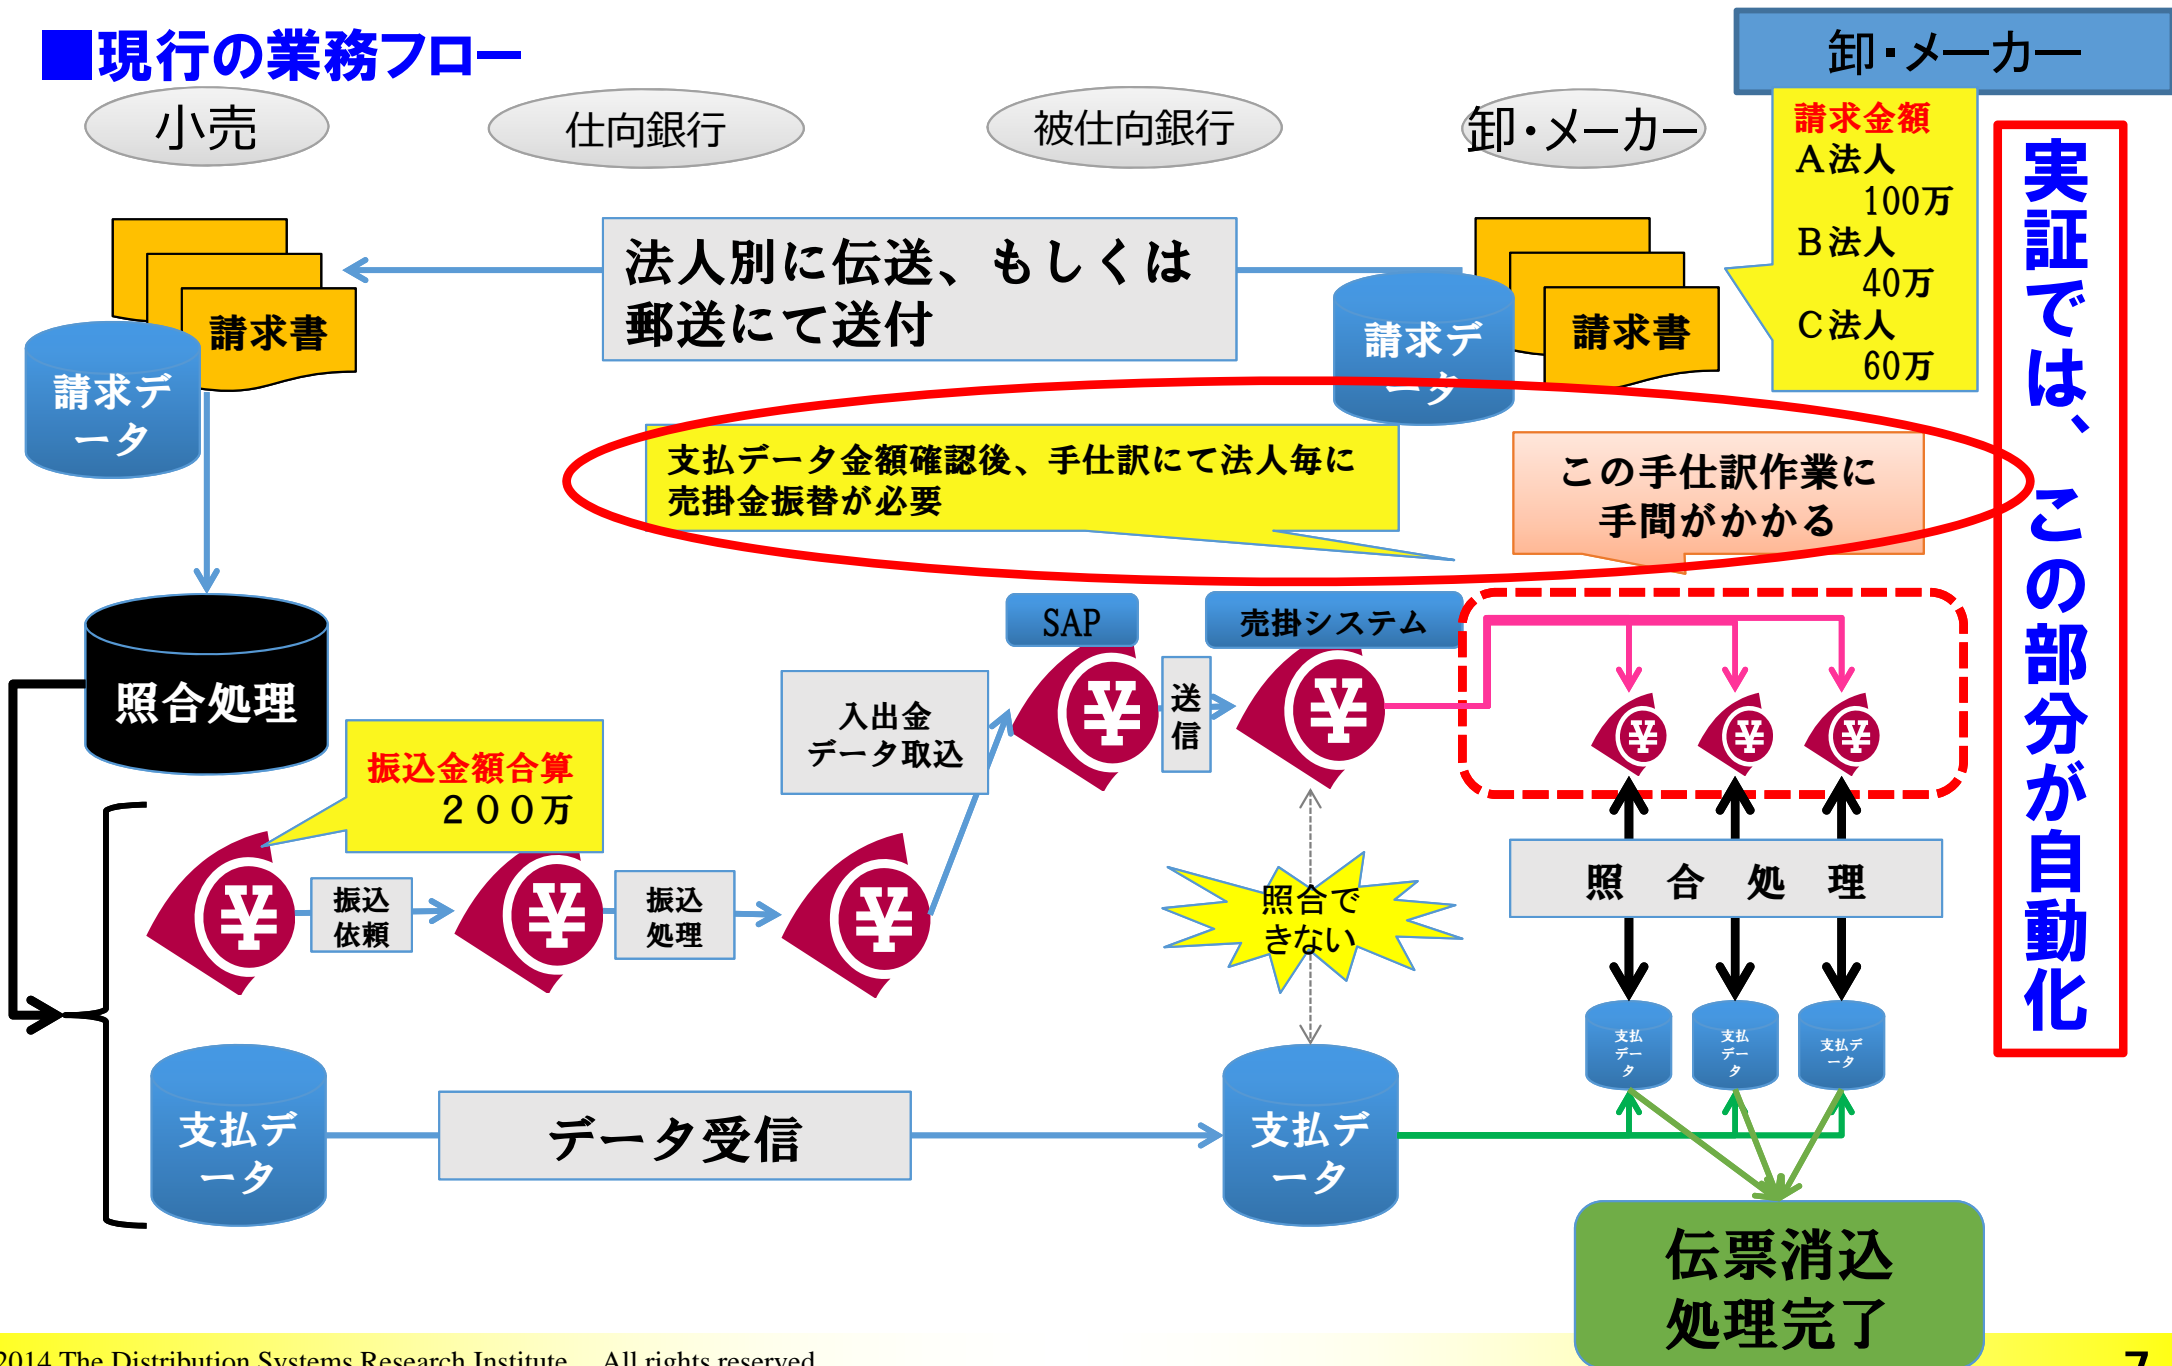 ■現行の業務フロー
卸・メーカー
小売
仕向銀行
被仕向銀行
卸・メーカー
請求金額
A法人
100万
B法人
40万
C法人
60万
実証では、この部分が自動化
法人別に伝送、もしくは
郵送にて送付
請求書
請求デ
ータ
請求デ
ータ
請求書
支払データ金額確認後、手仕訳にて法人毎に
売掛金振替が必要
この手仕訳作業に
手間がかかる
SAP
売掛システム
照合処理
入出金
データ取込
送
信
振込金額合算
200万
振込
依頼
振込
処理
照合で
きない
照 合 処 理
支払
デー
タ
支払
デー
タ
支払デ
ータ
支払デ
ータ
データ受信
支払デ
ータ
伝票消込
処理完了
2014 The Distribution Systems Research Institute All rights reserved
7